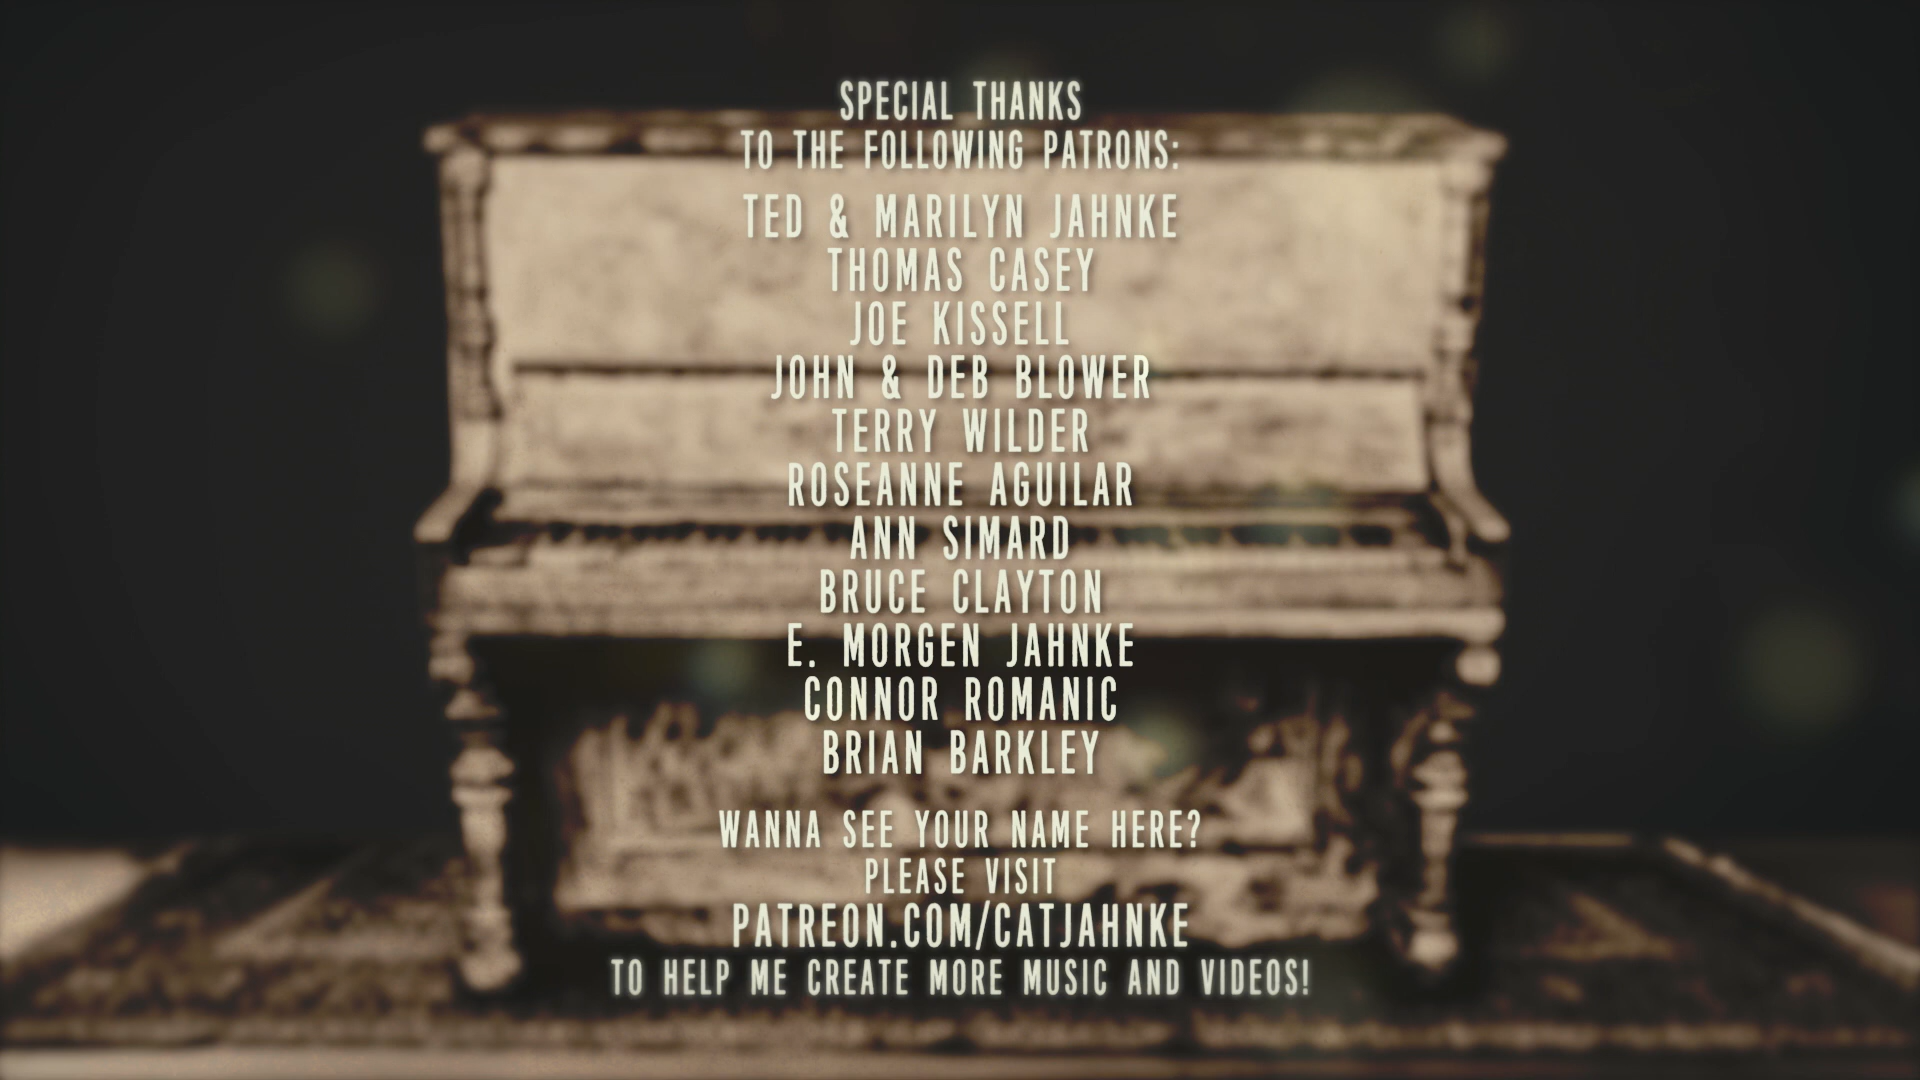 SPECIAL THANKS
TO THE FOLLOWING PATRONS:
TED & MARILYN JAHNKE
THOMAS CASEY
JOE KISSELL
JOHN & DEB BLOWER
TERRY WILDER
ROSEANNE AGUILAR
ANN SIMARD
BRUCE CLAYTON
E. MORGEN JAHNKE
CONNOR ROMANIC
BRIAN BARKLEY
WANNA SEE YOUR NAME HERE?
PLEASE VISIT
PATREON.COM/CATJAHNKE
TO HELP ME CREATE MORE MUSIC AND VIDEOS!